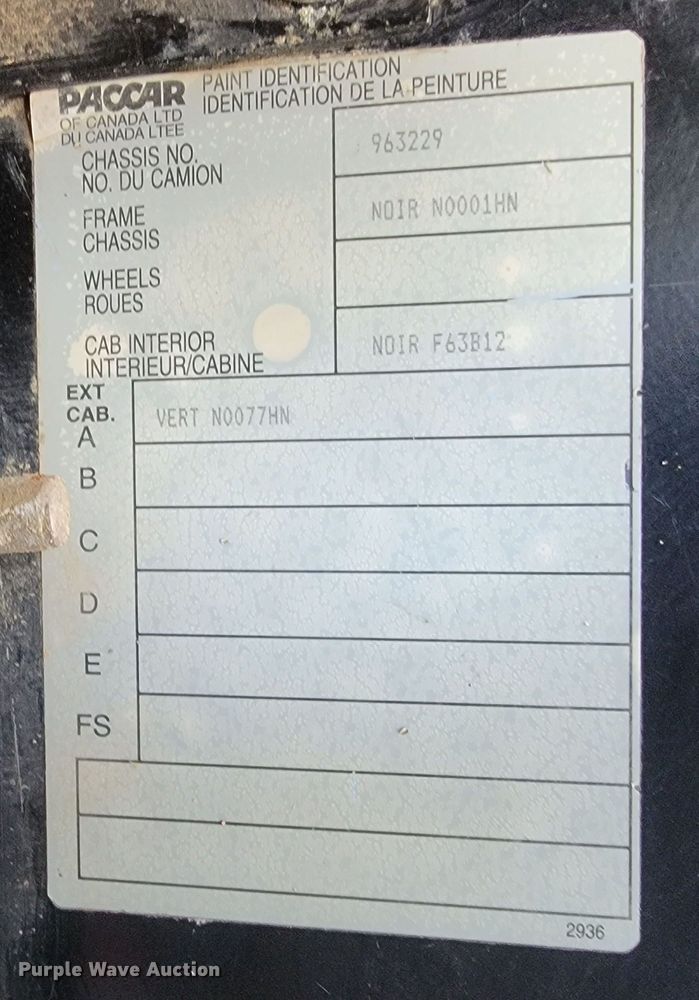 PACCAR PAINT IDENTIFICATION
OF CANADA LTD IDENTIFICATION DE LA PEINTURE
DU CANADA LTEE
CHASSIS NO. 963229
NO. DU CAMION
FRAME NOIR N0001HN
CHASSIS
WHEELS
ROUES
CAB INTERIOR NOIR F63B12
INTERIEUR/CABINE
EXT
CAB. VERT N0077HN
A
B
C
D
E
FS
2936
Purple Wave Auction